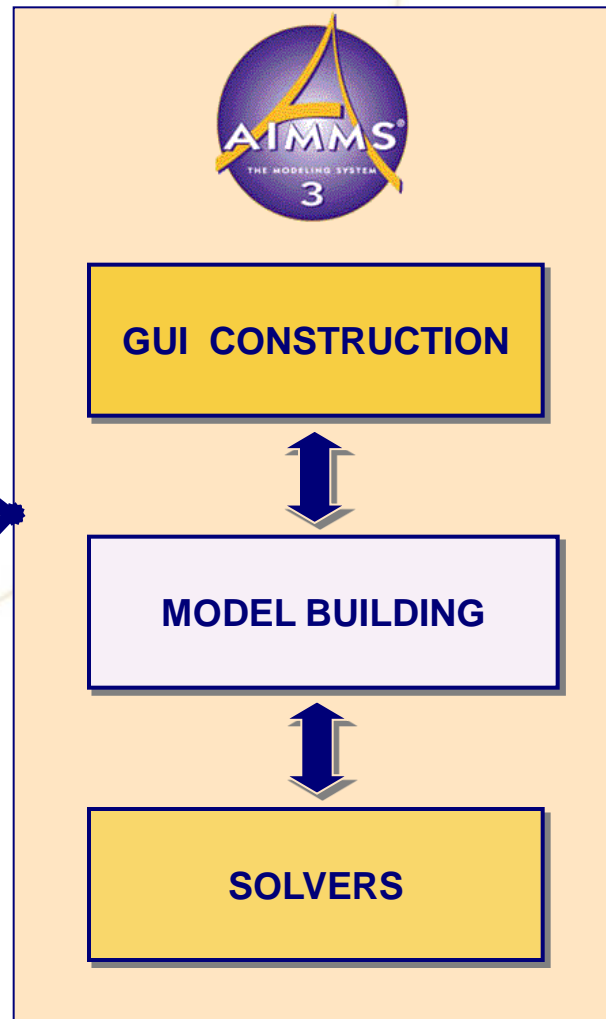 AIMMS®
THE MODELING SYSTEM
3
GUI CONSTRUCTION
MODEL BUILDING
SOLVERS